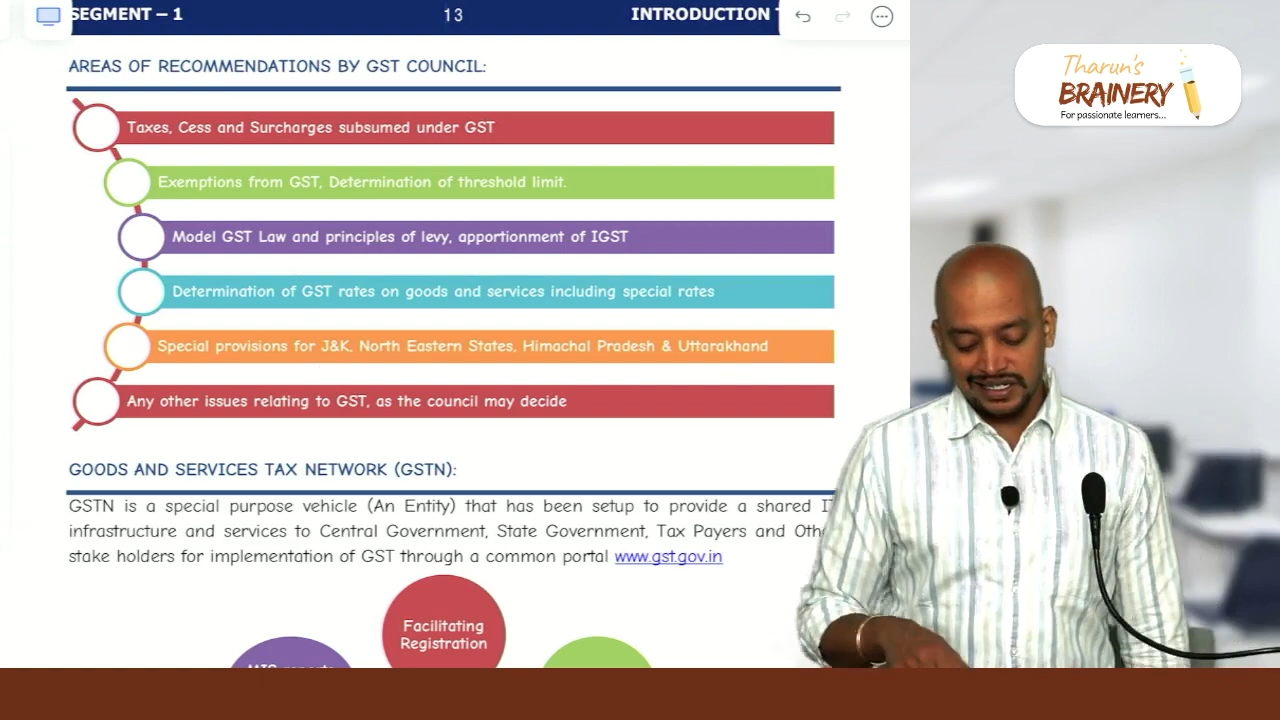 SEGMENT – 1 13 INTRODUCTION
AREAS OF RECOMMENDATIONS BY GST COUNCIL:
Taxes, Cess and Surcharges subsumed under GST
Exemptions from GST, Determination of threshold limit.
Model GST Law and principles of levy, apportionment of IGST
Determination of GST rates on goods and services including special rates
Special provisions for J&K, North Eastern States, Himachal Pradesh & Uttarakhand
Any other issues relating to GST, as the council may decide
GOODS AND SERVICES TAX NETWORK (GSTN):
GSTN is a special purpose vehicle (An Entity) that has been setup to provide a shared
infrastructure and services to Central Government, State Government, Tax Payers and
stake holders for implementation of GST through a common portal www.gst.gov.in
Facilitating
Registration
MIS reports
Tharun's
BRAINERY
For passionate learners...